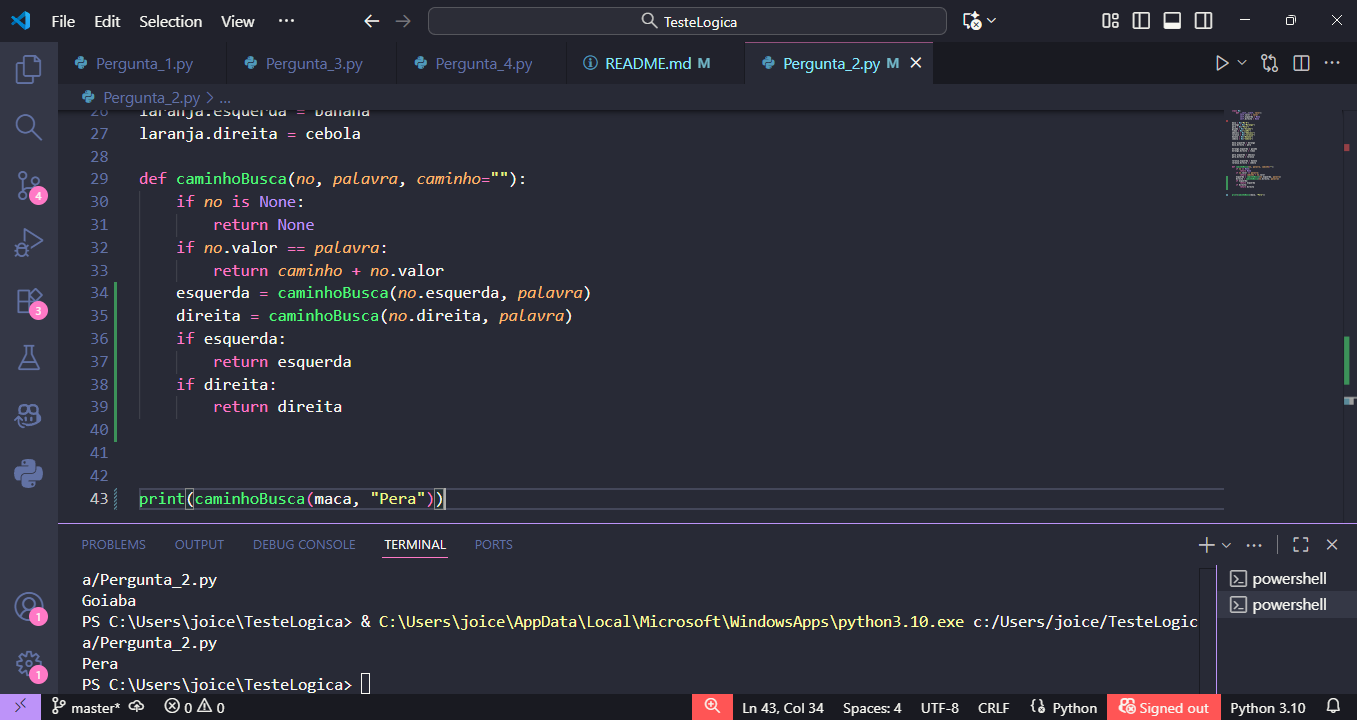 File Edit Selection View ··· TesteLogica
Pergunta_1.py Pergunta_3.py Pergunta_4.py README.md M Pergunta_2.py M
Pergunta_2.py > ...
26 laranja.esquerda = banana
27 laranja.direita = cebola
28
29 def caminhoBusca(no, palavra, caminho=""):
30 if no is None:
31 return None
32 if no.valor == palavra:
33 return caminho + no.valor
34 esquerda = caminhoBusca(no.esquerda, palavra)
35 direita = caminhoBusca(no.direita, palavra)
36 if esquerda:
37 return esquerda
38 if direita:
39 return direita
40
41
42
43 print(caminhoBusca(maca, "Pera"))
PROBLEMS OUTPUT DEBUG CONSOLE TERMINAL PORTS
a/Pergunta_2.py
Goiaba
PS C:\Users\joice\TesteLogica> & C:\Users\joice\AppData\Local\Microsoft\WindowsApps\python3.10.exe c:/Users/joice/TesteLogic
a/Pergunta_2.py
Pera
PS C:\Users\joice\TesteLogica>
powershell
powershell
4
3
1
1
master* 0 0 Ln 43, Col 34 Spaces: 4 UTF-8 CRLF Python Signed out Python 3.10